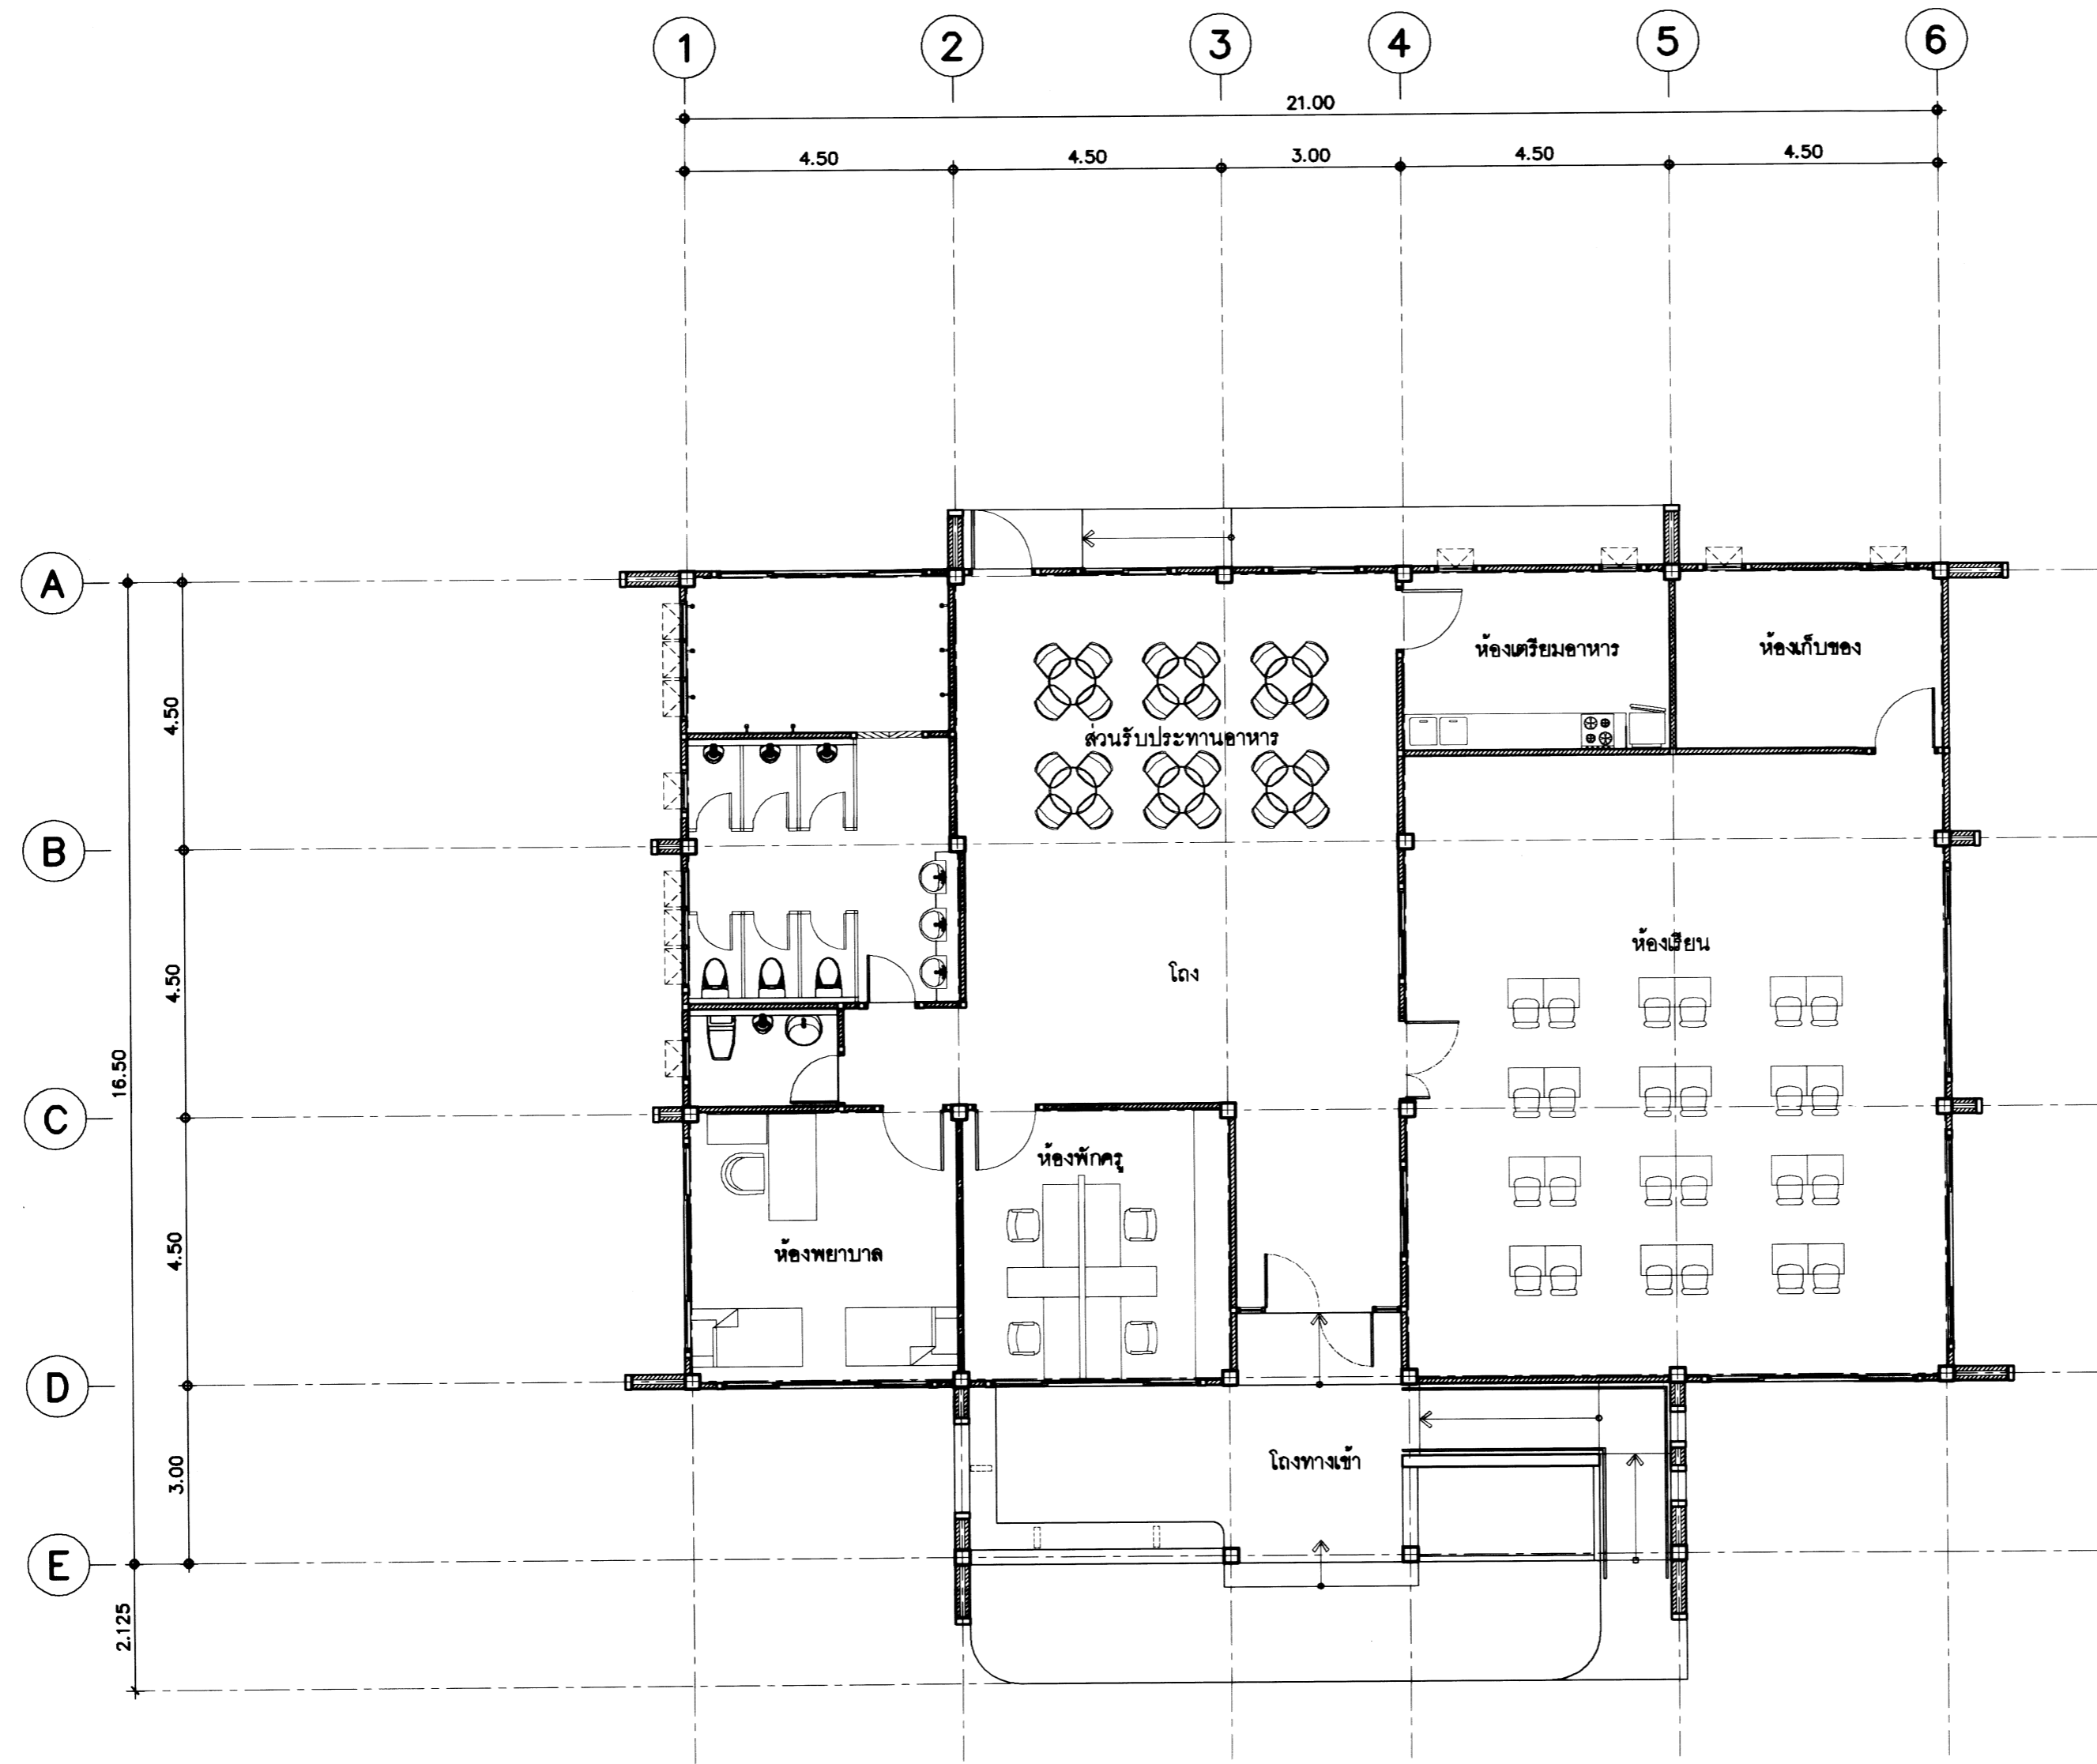 1 2 3 4 5 6
21.00
4.50 4.50 3.00 4.50 4.50
A
ห้องเตรียมอาหาร ห้องเก็บของ
4.50
ส่วนรับประทานอาหาร
B
ห้องเรียน
4.50
โถง
16.50
C
ห้องพักครู
4.50
ห้องพยาบาล
D
โถงทางเข้า
3.00
E
2.125